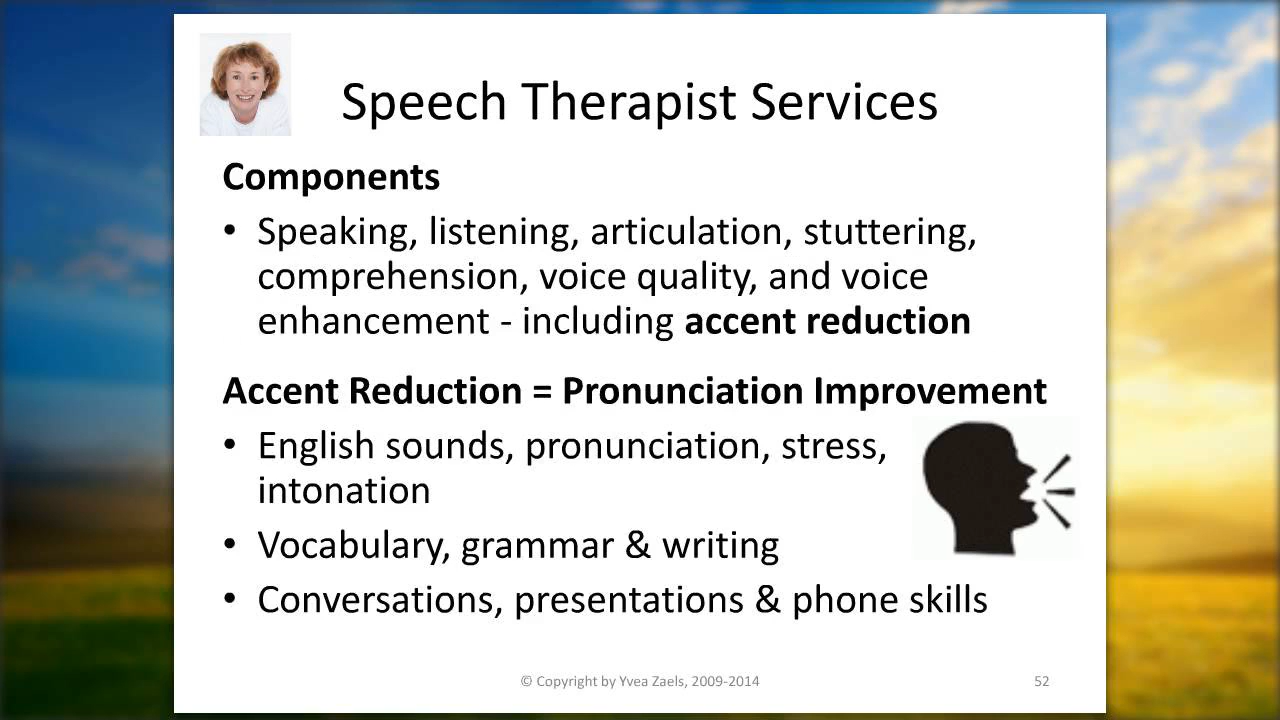 Speech Therapist Services
Components
• Speaking, listening, articulation, stuttering,
comprehension, voice quality, and voice
enhancement - including accent reduction
Accent Reduction = Pronunciation Improvement
• English sounds, pronunciation, stress,
intonation
• Vocabulary, grammar & writing
• Conversations, presentations & phone skills
© Copyright by Yvea Zaels, 2009-2014
52